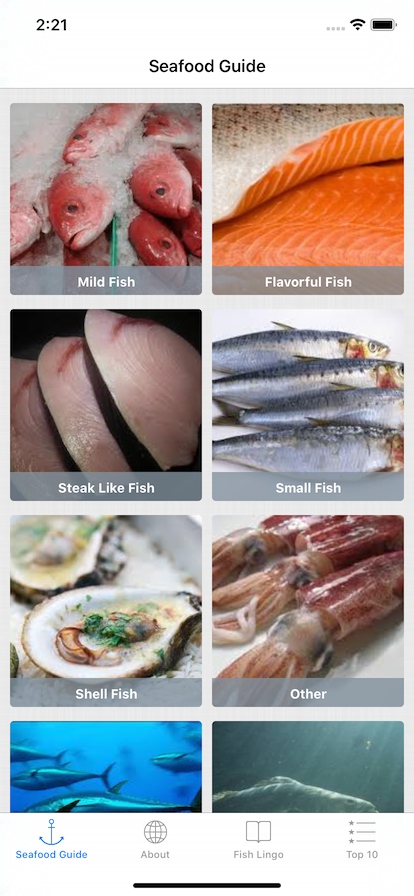 2:21
Seafood Guide
Mild Fish
Flavorful Fish
Steak Like Fish
Small Fish
Shell Fish
Other
Seafood Guide
About
Fish Lingo
Top 10